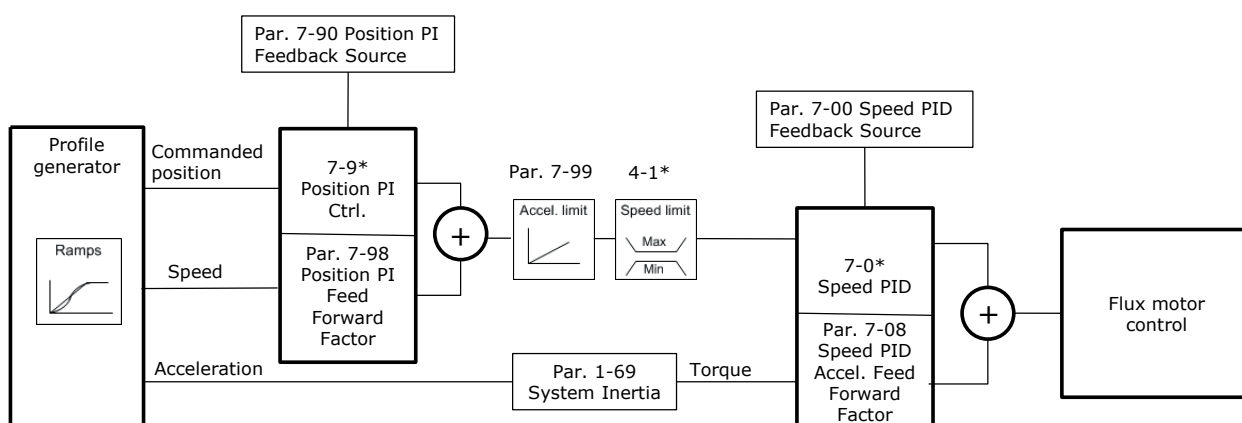 Par. 7-90 Position PI
Feedback Source
Par. 7-00 Speed PID
Feedback Source
Profile
generator
Commanded
position
7-9*
Position PI
Ctrl.
Par. 7-99
4-1*
Accel. limit
Speed limit
Max
Min
Ramps
Speed
Par. 7-98
Position PI
Feed
Forward
Factor
+
7-0*
Speed PID
+
Flux motor
control
Acceleration
Par. 1-69
System Inertia
Torque
Par. 7-08
Speed PID
Accel. Feed
Forward
Factor